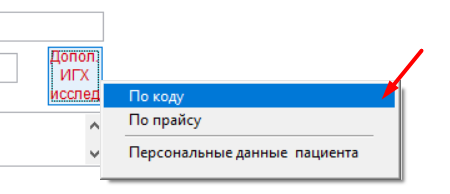 Допол.
ИГХ
исслед
По коду
По прайсу
Персональные данные пациента